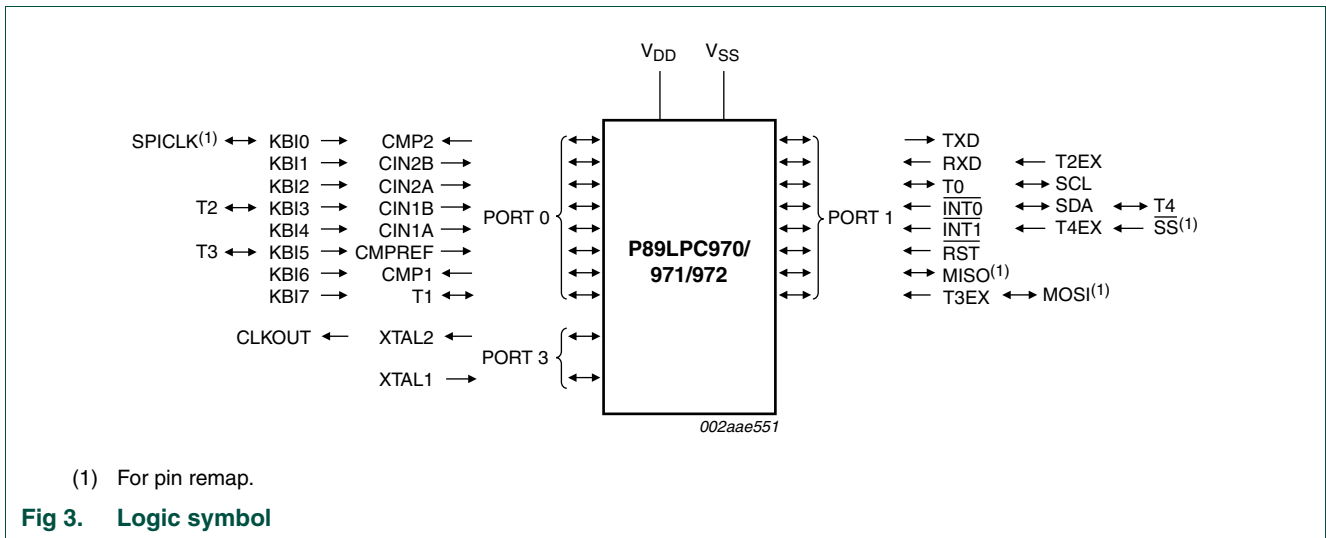 VDD VSS
SPICLK(1) KBI0 CMP2 TXD
KBI1 CIN2B RXD T2EX
KBI2 CIN2A T0 SCL
T2 KBI3 CIN1B PORT 0 PORT 1 INT0 SDA T4
KBI4 CIN1A INT1 T4EX SS(1)
T3 KBI5 CMPREF P89LPC970/ RST
KBI6 CMP1 971/972 MISO(1)
KBI7 T1 T3EX MOSI(1)
CLKOUT XTAL2
PORT 3
XTAL1
002aae551
(1) For pin remap.
Fig 3. Logic symbol